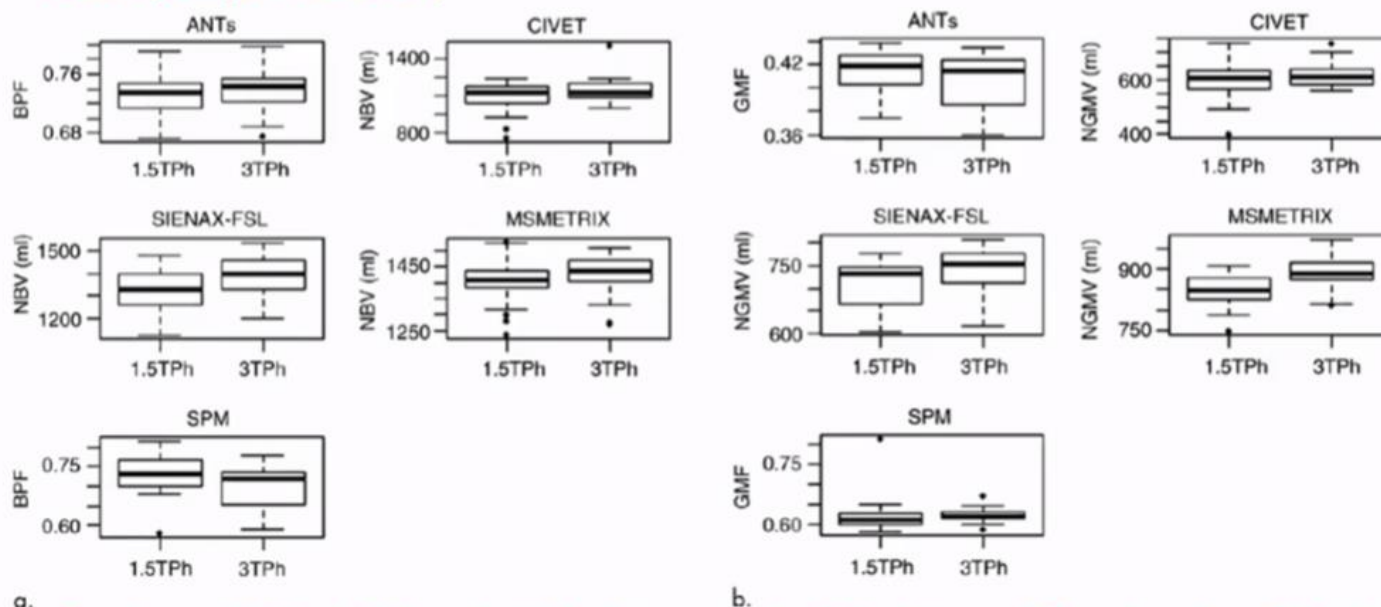 ANTs
BPF
0.76
0.68
1.5TPh 3TPh
CIVET
NBV (ml)
1400
800
1.5TPh 3TPh
SIENAX-FSL
NBV (ml)
1500
1200
1.5TPh 3TPh
MSMETRIX
NBV (ml)
1450
1250
1.5TPh 3TPh
SPM
BPF
0.75
0.60
1.5TPh 3TPh
a.
ANTs
GMF
0.42
0.36
1.5TPh 3TPh
CIVET
NGMV (ml)
600
400
1.5TPh 3TPh
SIENAX-FSL
NGMV (ml)
750
600
1.5TPh 3TPh
MSMETRIX
NGMV (ml)
900
750
1.5TPh 3TPh
SPM
GMF
0.75
0.60
1.5TPh 3TPh
b.